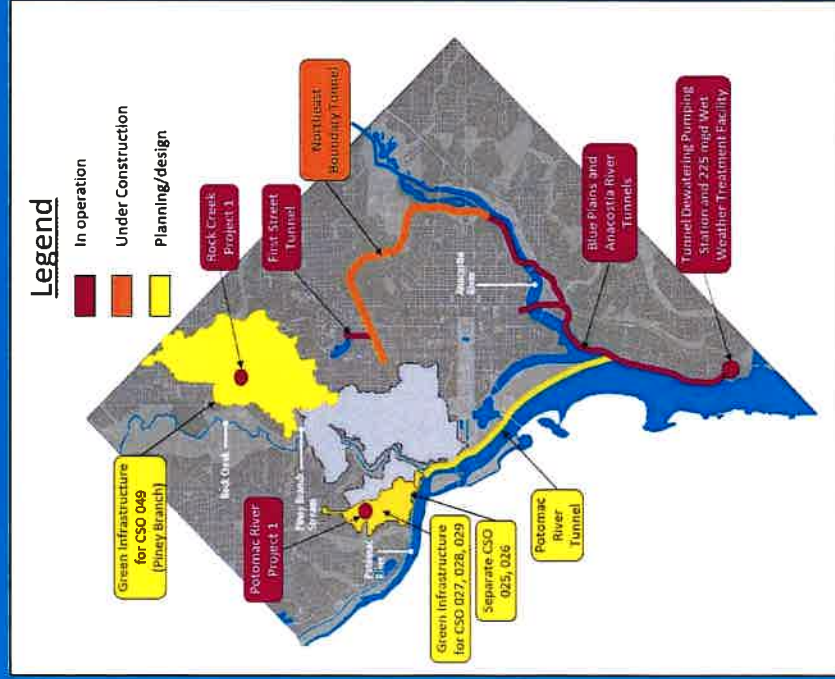 Legend
In operation
Under Construction
Planning/design
Green Infrastructure
for CSO 049
(Piney Branch)
Rock Creek
Project 1
First Street
Tunnel
Northeast
Boundary Tunnel
Rock Creek
Piney Branch
Stream
Potomac River
Project 1
Potomac
River
Anacostia
River
Green Infrastructure
for CSO 027, 028, 029
Separate CSO
025, 026
Potomac
River
Tunnel
Blue Plains and
Anacostia River
Tunnels
Tunnel Dewatering Pumping
Station and 225 mgd Wet
Weather Treatment Facility